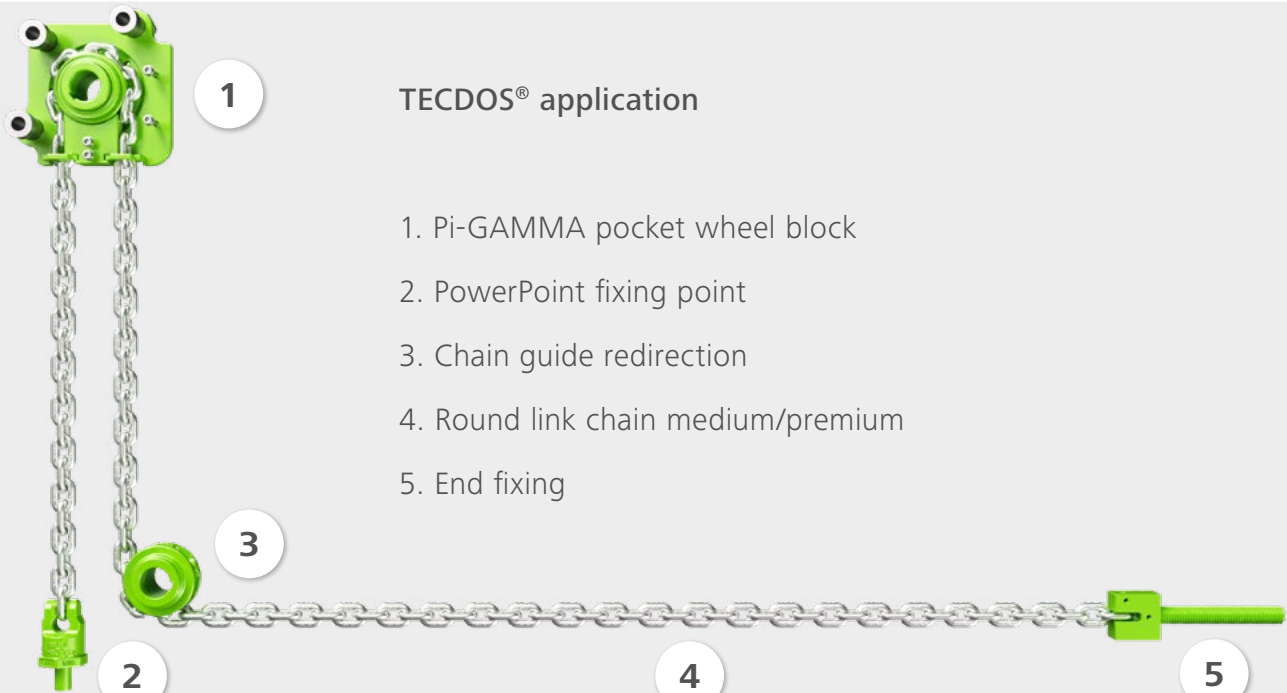 1
TECDOS® application
1. Pi-GAMMA pocket wheel block
2. PowerPoint fixing point
3. Chain guide redirection
4. Round link chain medium/premium
5. End fixing
3
2
4
5